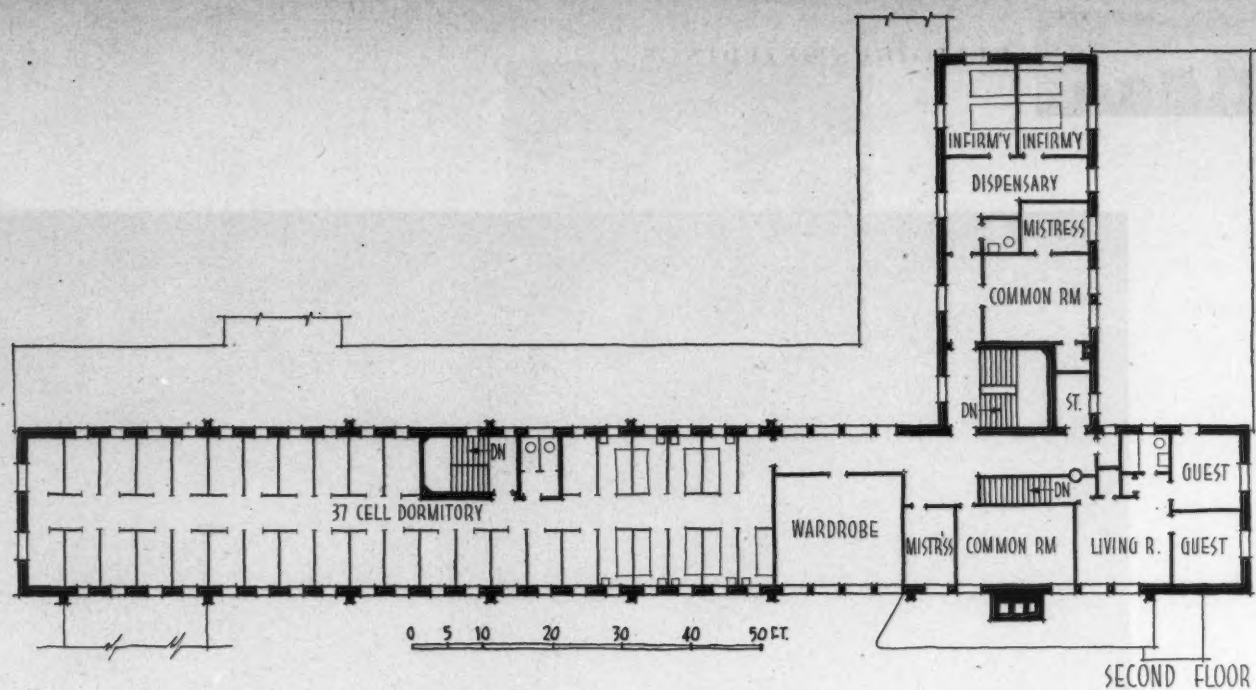 INFIRM'Y INFIRM'Y
DISPENSARY
MISTRESS
COMMON RM
DN
ST.
DN
37 CELL DORMITORY
WARDROBE
MISTR'SS
COMMON RM
DN
LIVING R.
GUEST
GUEST
0 5 10 20 30 40 50 FT.
SECOND FLOOR